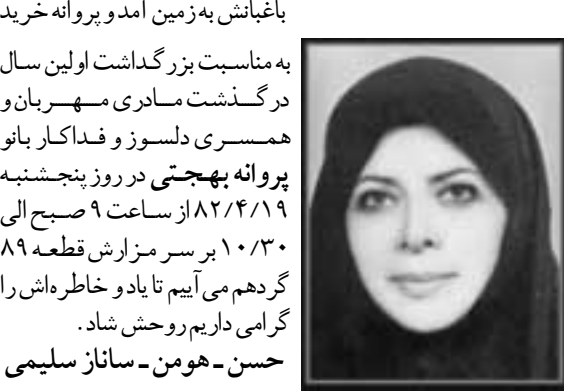 باغبانش به زمین آمد و پروانه خرید
به مناسبت بزرگداشت اولین سال
درگذشت مادری مهربان و
همسری دلسوز و فداکار بانو
پروانه بهجتی در روز پنجشنبه
۸۲/۴/۱۹ از ساعت ۹ صبح الی
۱۰/۳۰ بر سر مزارش قطعه ۸۹
گردهم می‌آییم تا یاد و خاطره‌اش را
گرامی داریم روحش شاد.
حسن ـ هومن ـ ساناز سلیمی